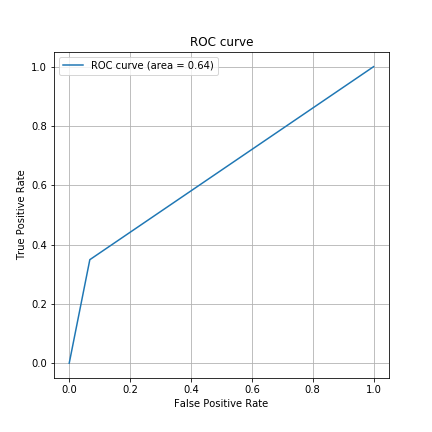 ROC curve
ROC curve (area = 0.64)
1.0
0.8
0.6
0.4
0.2
0.0
True Positive Rate
0.0 0.2 0.4 0.6 0.8 1.0
False Positive Rate